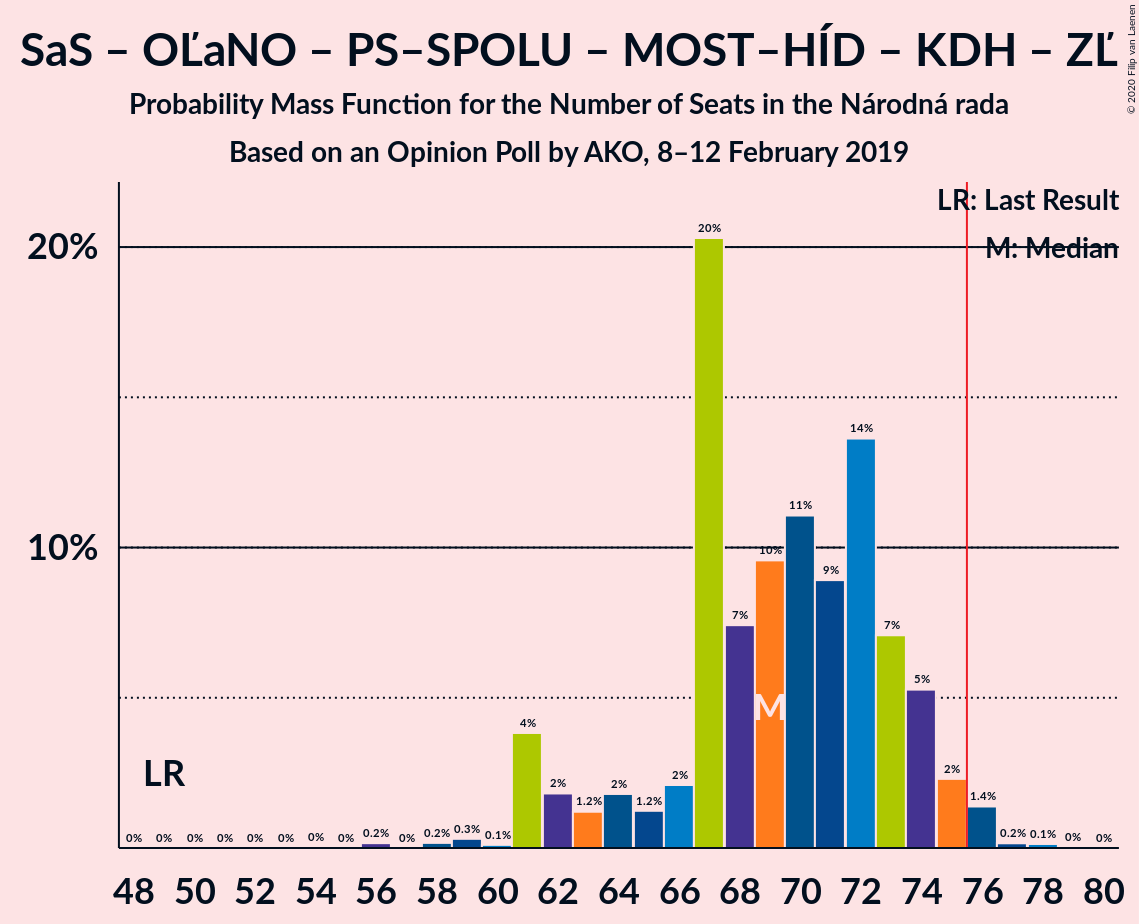 SaS – OĽaNO – PS–SPOLU – MOST–HÍD – KDH – ZĽ
Probability Mass Function for the Number of Seats in the Národná rada
Based on an Opinion Poll by AKO, 8–12 February 2019
© 2020 Filip van Laenen
LR: Last Result
M: Median
20%
10%
20%
14%
11%
10%
9%
7%
7%
5%
4%
2%
1.2%
2%
1.2%
2%
2%
1.4%
M
LR
0% 0% 0% 0% 0% 0% 0% 0% 0.2% 0% 0.2% 0.3% 0.1% 0.2% 0.1% 0% 0%
48 50 52 54 56 58 60 62 64 66 68 70 72 74 76 78 80